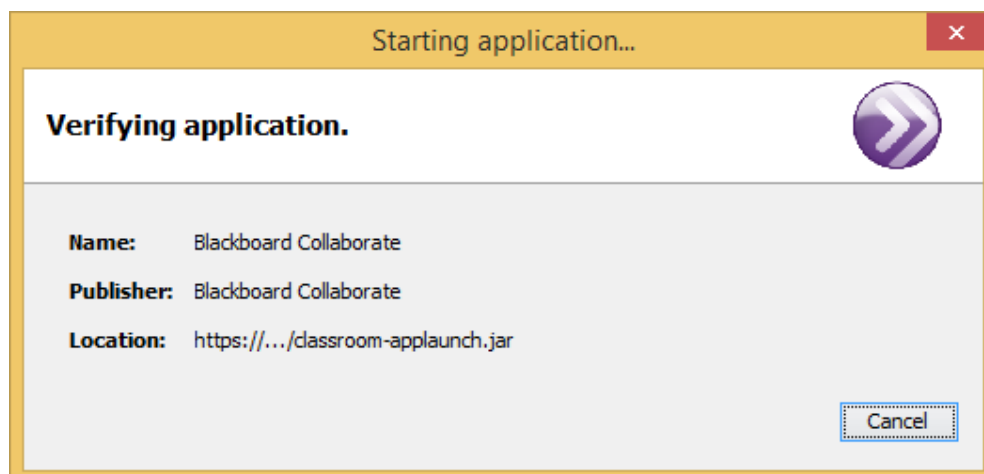 Starting application...
Verifying application.
Name: Blackboard Collaborate
Publisher: Blackboard Collaborate
Location: https://.../classroom-applaunch.jar
Cancel